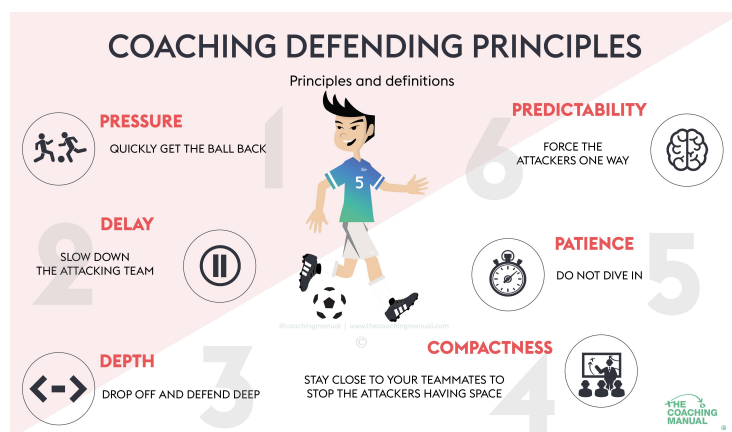 COACHING DEFENDING PRINCIPLES
Principles and definitions
1
PRESSURE
QUICKLY GET THE BALL BACK
2
DELAY
SLOW DOWN
THE ATTACKING TEAM
3
DEPTH
DROP OFF AND DEFEND DEEP
4
COMPACTNESS
STAY CLOSE TO YOUR TEAMMATES TO
STOP THE ATTACKERS HAVING SPACE
5
PATIENCE
DO NOT DIVE IN
6
PREDICTABILITY
FORCE THE
ATTACKERS ONE WAY
5
@coachingmanual | www.thecoachingmanual.com
©
THE
COACHING
MANUAL
®